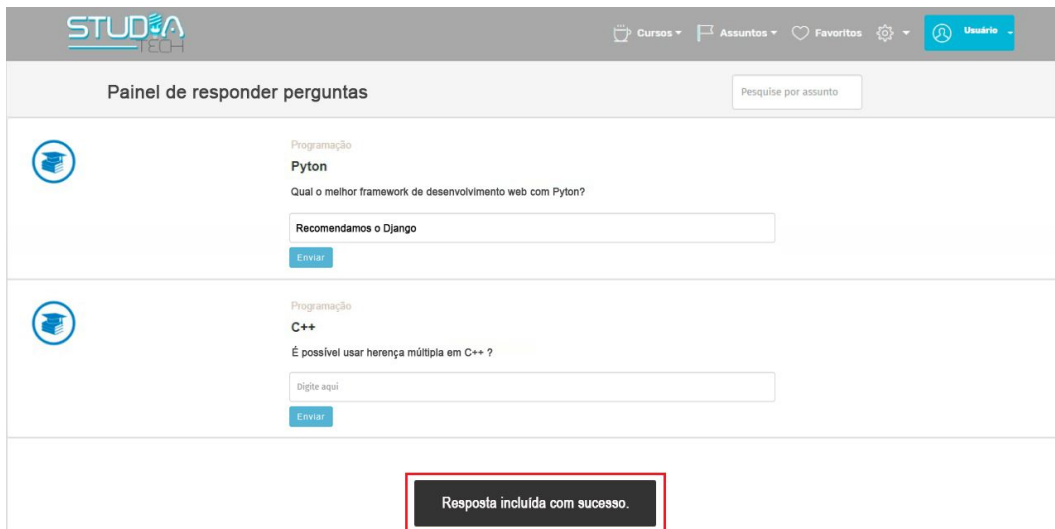 STUDIA
TECH
Cursos
Assuntos
Favoritos
Usuário
Painel de responder perguntas
Pesquise por assunto
Programação
Pyton
Qual o melhor framework de desenvolvimento web com Pyton?
Recomendamos o Django
Enviar
Programação
C++
É possível usar herença múltipla em C++ ?
Digite aqui
Enviar
Resposta incluída com sucesso.